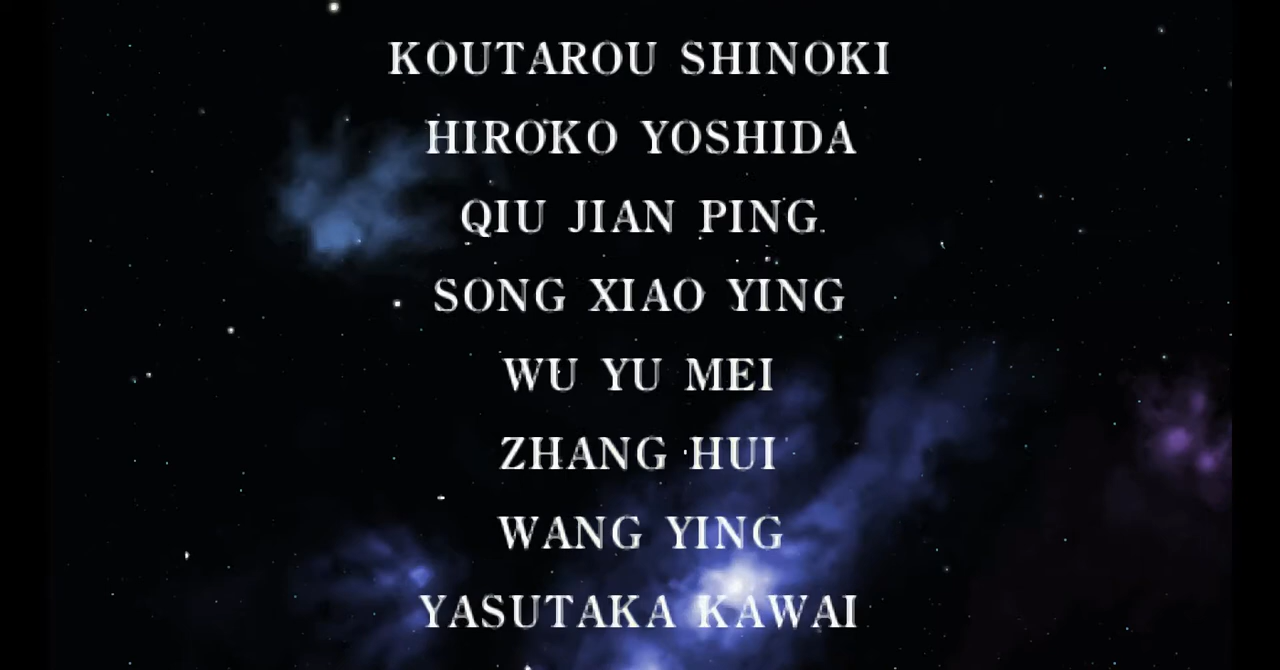 KOUTAROU SHINOKI
HIROKO YOSHIDA
QIU JIAN PING
SONG XIAO YING
WU YU MEI
ZHANG HUI
WANG YING
YASUTAKA KAWAI